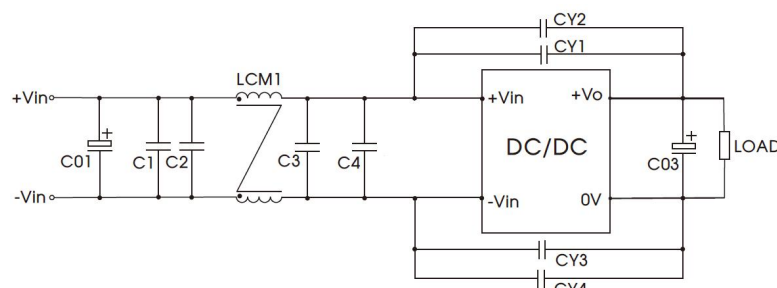 CY2
CY1
LCM1
+Vin
+Vin
+Vo
+
C01
C1
C2
C3
C4
DC/DC
+
C03
LOAD
-Vin
-Vin
0V
CY3
CY4